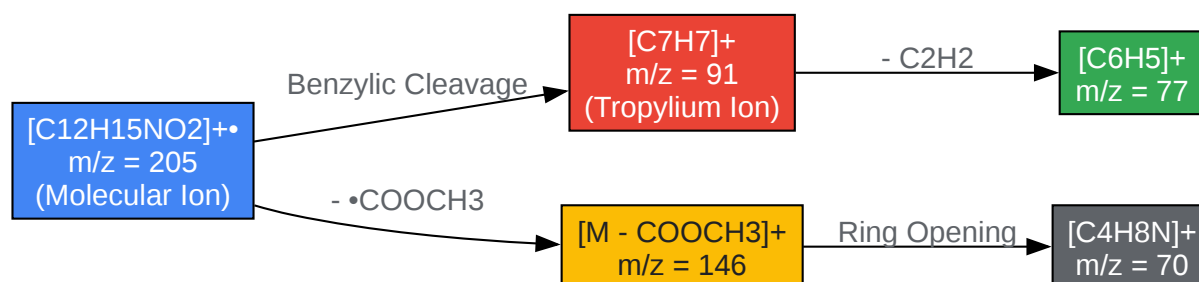 [C12H15NO2]+•
m/z = 205
(Molecular Ion)
Benzylic Cleavage
[C7H7]+
m/z = 91
(Tropylium Ion)
- C2H2
[C6H5]+
m/z = 77
- •COOCH3
[M - COOCH3]+
m/z = 146
Ring Opening
[C4H8N]+
m/z = 70